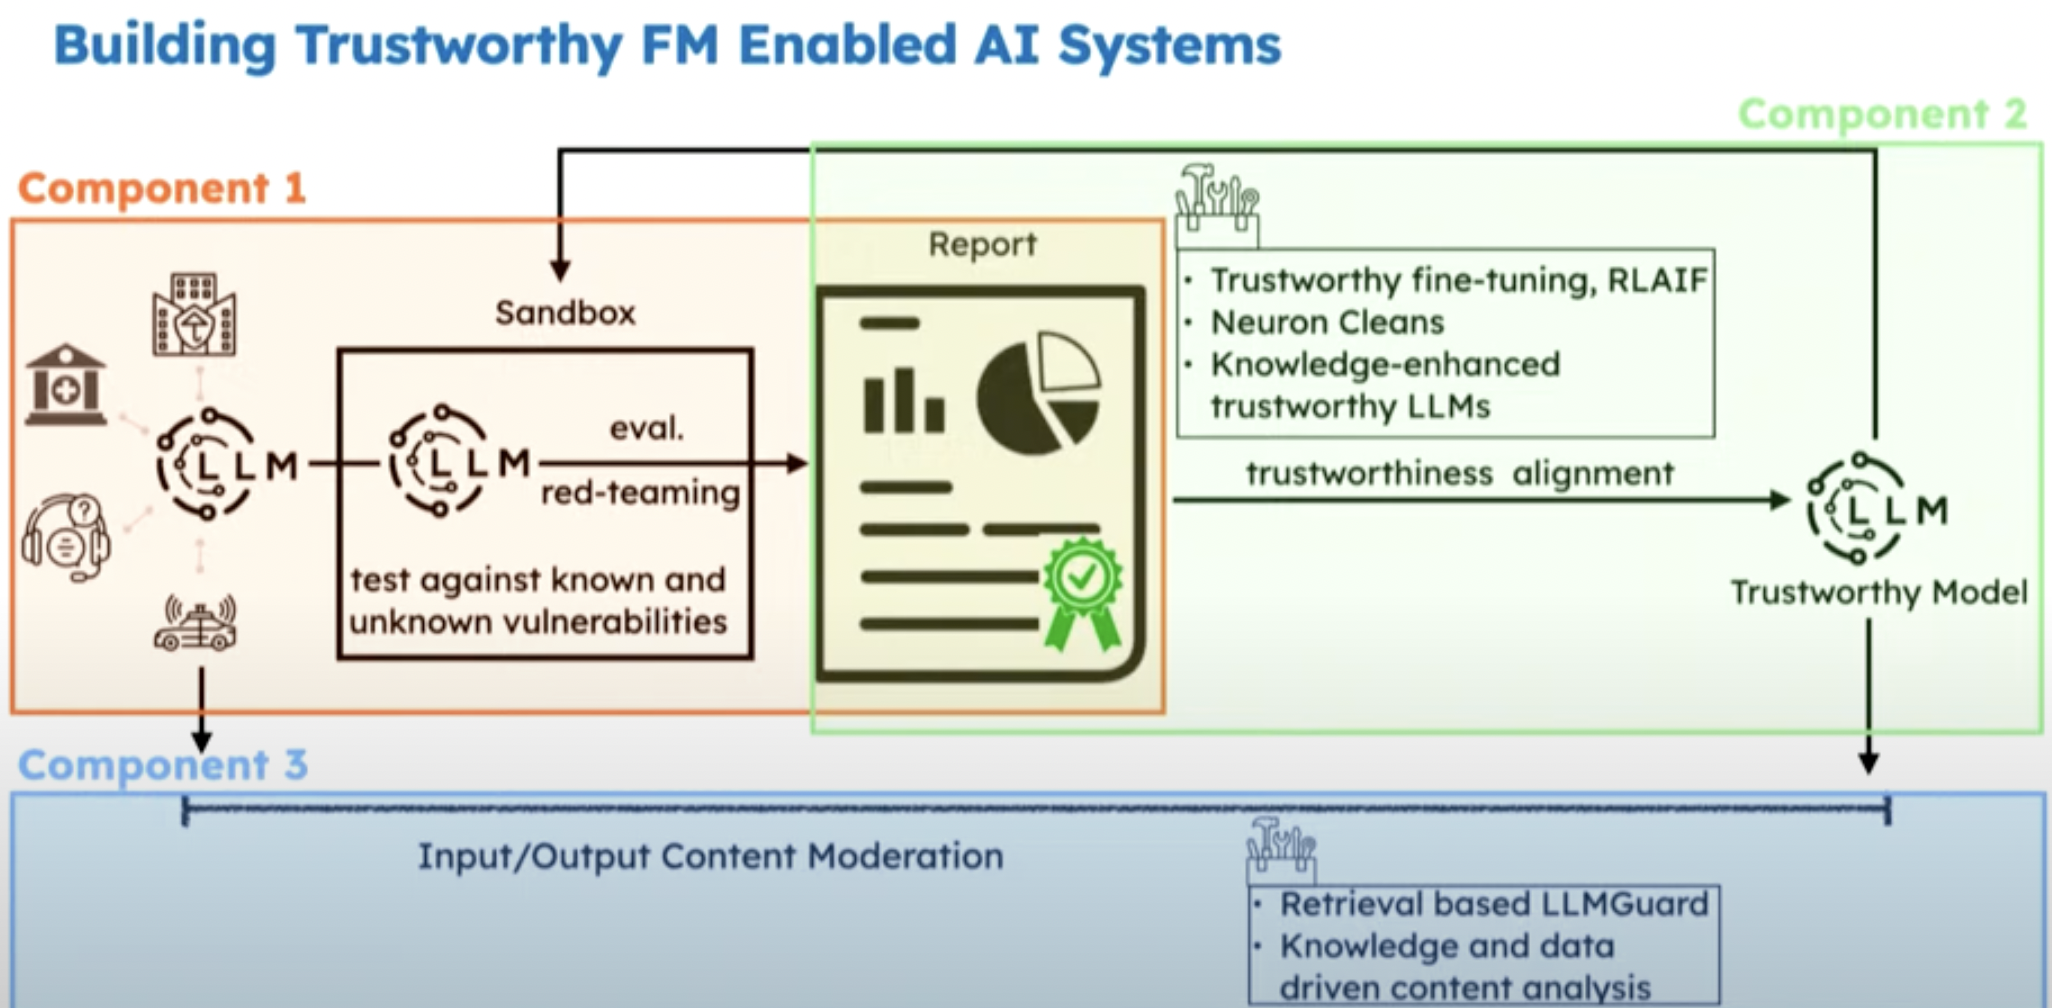 Building Trustworthy FM Enabled AI Systems
Component 2
Component 1
Report
Sandbox
· Trustworthy fine-tuning, RLAIF
· Neuron Cleans
· Knowledge-enhanced
trustworthy LLMs
LLM
LLM
eval.
red-teaming
test against known and
unknown vulnerabilities
?
trustworthiness alignment
LLM
Trustworthy Model
Component 3
Input/Output Content Moderation
· Retrieval based LLMGuard
· Knowledge and data
driven content analysis